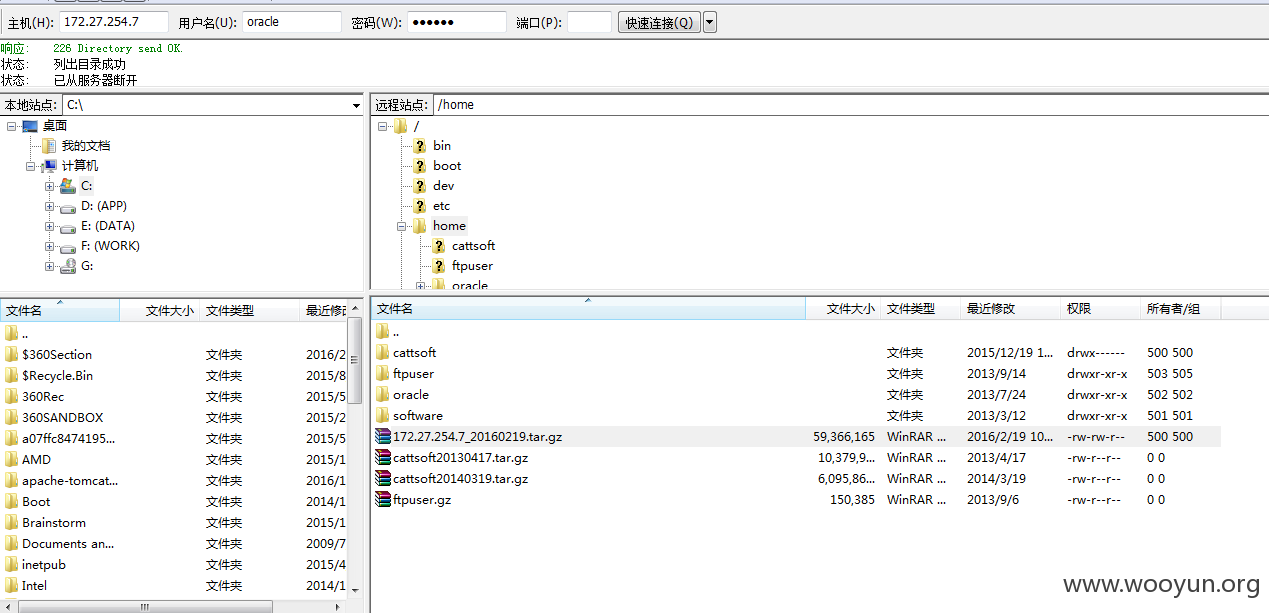 主机(H): 172.27.254.7 用户名(U): oracle 密码(W): ●●●●●● 端口(P): 快速连接(Q)
响应: 226 Directory send OK.
状态: 列出目录成功
状态: 已从服务器断开
本地站点: C:\
桌面
我的文档
计算机
C:
D: (APP)
E: (DATA)
F: (WORK)
G:
远程站点: /home
/
bin
boot
dev
etc
home
cattsoft
ftpuser
oracle
文件名 文件大小 文件类型 最近修改
..
$360Section 文件夹 2016/2
$Recycle.Bin 文件夹 2015/8
360Rec 文件夹 2015/5
360SANDBOX 文件夹 2015/2
a07ffc8474195... 文件夹 2015/5
AMD 文件夹 2015/1
apache-tomcat... 文件夹 2016/1
Boot 文件夹 2014/1
Brainstorm 文件夹 2015/1
Documents an... 文件夹 2009/7
inetpub 文件夹 2015/4
Intel 文件夹 2014/1
文件名 文件大小 文件类型 最近修改 权限 所有者/组
..
cattsoft 文件夹 2015/12/19 1... drwx------ 500 500
ftpuser 文件夹 2013/9/14 drwxr-xr-x 503 505
oracle 文件夹 2013/7/24 drwxr-xr-x 502 502
software 文件夹 2013/3/12 drwxr-xr-x 501 501
172.27.254.7_20160219.tar.gz 59,366,165 WinRAR ... 2016/2/19 10... -rw-rw-r-- 500 500
cattsoft20130417.tar.gz 10,379,9... WinRAR ... 2013/4/17 -rw-r--r-- 0 0
cattsoft20140319.tar.gz 6,095,86... WinRAR ... 2014/3/19 -rw-r--r-- 0 0
ftpuser.gz 150,385 WinRAR ... 2013/9/6 -rw-r--r-- 0 0
www.wooyun.org